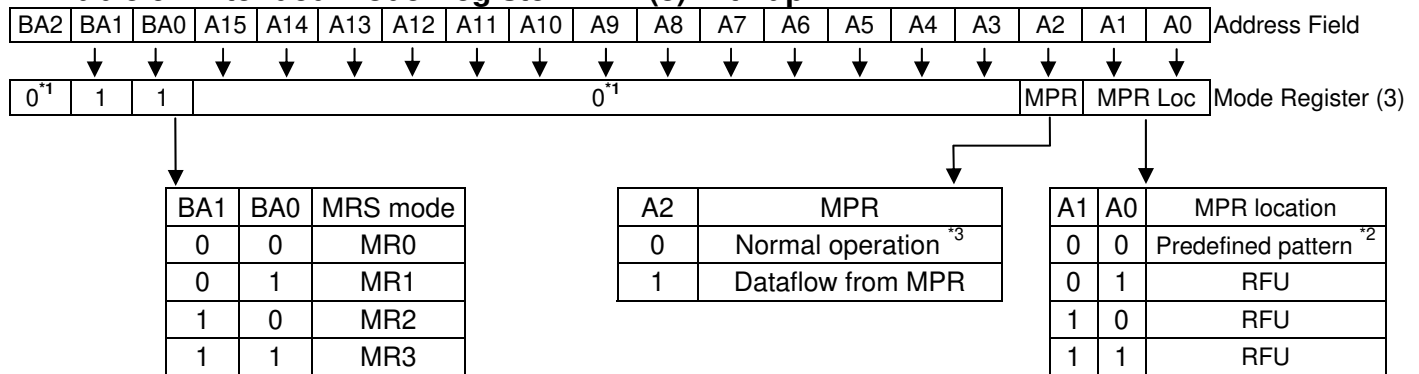 BA2 BA1 BA0 A15 A14 A13 A12 A11 A10 A9 A8 A7 A6 A5 A4 A3 A2 A1 A0 Address Field
0*1 1 1 0*1 MPR MPR Loc Mode Register (3)
BA1 BA0 MRS mode
0 0 MR0
0 1 MR1
1 0 MR2
1 1 MR3
A2 MPR
0 Normal operation *3
1 Dataflow from MPR
A1 A0 MPR location
0 0 Predefined pattern *2
0 1 RFU
1 0 RFU
1 1 RFU